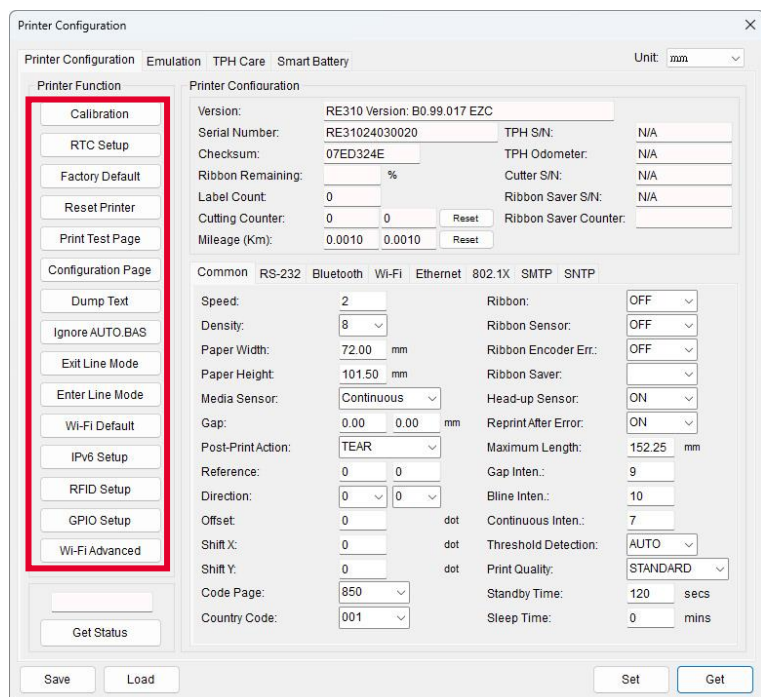 Printer Configuration
Printer Configuration Emulation TPH Care Smart Battery Unit: mm
Printer Function
Calibration
RTC Setup
Factory Default
Reset Printer
Print Test Page
Configuration Page
Dump Text
Ignore AUTO.BAS
Exit Line Mode
Enter Line Mode
Wi-Fi Default
IPv6 Setup
RFID Setup
GPIO Setup
Wi-Fi Advanced
Get Status
Printer Configuration
Version: RE310 Version: B0.99.017 EZC
Serial Number: RE31024030020 TPH S/N: N/A
Checksum: 07ED324E TPH Odometer: N/A
Ribbon Remaining: % Cutter S/N: N/A
Label Count: 0 Ribbon Saver S/N: N/A
Cutting Counter: 0 0 Reset Ribbon Saver Counter:
Mileage (Km): 0.0010 0.0010 Reset
Common RS-232 Bluetooth Wi-Fi Ethernet 802.1X SMTP SNTP
Speed: 2 Ribbon: OFF
Density: 8 Ribbon Sensor: OFF
Paper Width: 72.00 mm Ribbon Encoder Err.: OFF
Paper Height: 101.50 mm Ribbon Saver:
Media Sensor: Continuous Head-up Sensor: ON
Gap: 0.00 0.00 mm Reprint After Error: ON
Post-Print Action: TEAR Maximum Length: 152.25 mm
Reference: 0 0 Gap Inten.: 9
Direction: 0 0 Bline Inten.: 10
Offset: 0 dot Continuous Inten.: 7
Shift X: 0 dot Threshold Detection: AUTO
Shift Y: 0 dot Print Quality: STANDARD
Code Page: 850 Standby Time: 120 secs
Country Code: 001 Sleep Time: 0 mins
Save Load Set Get